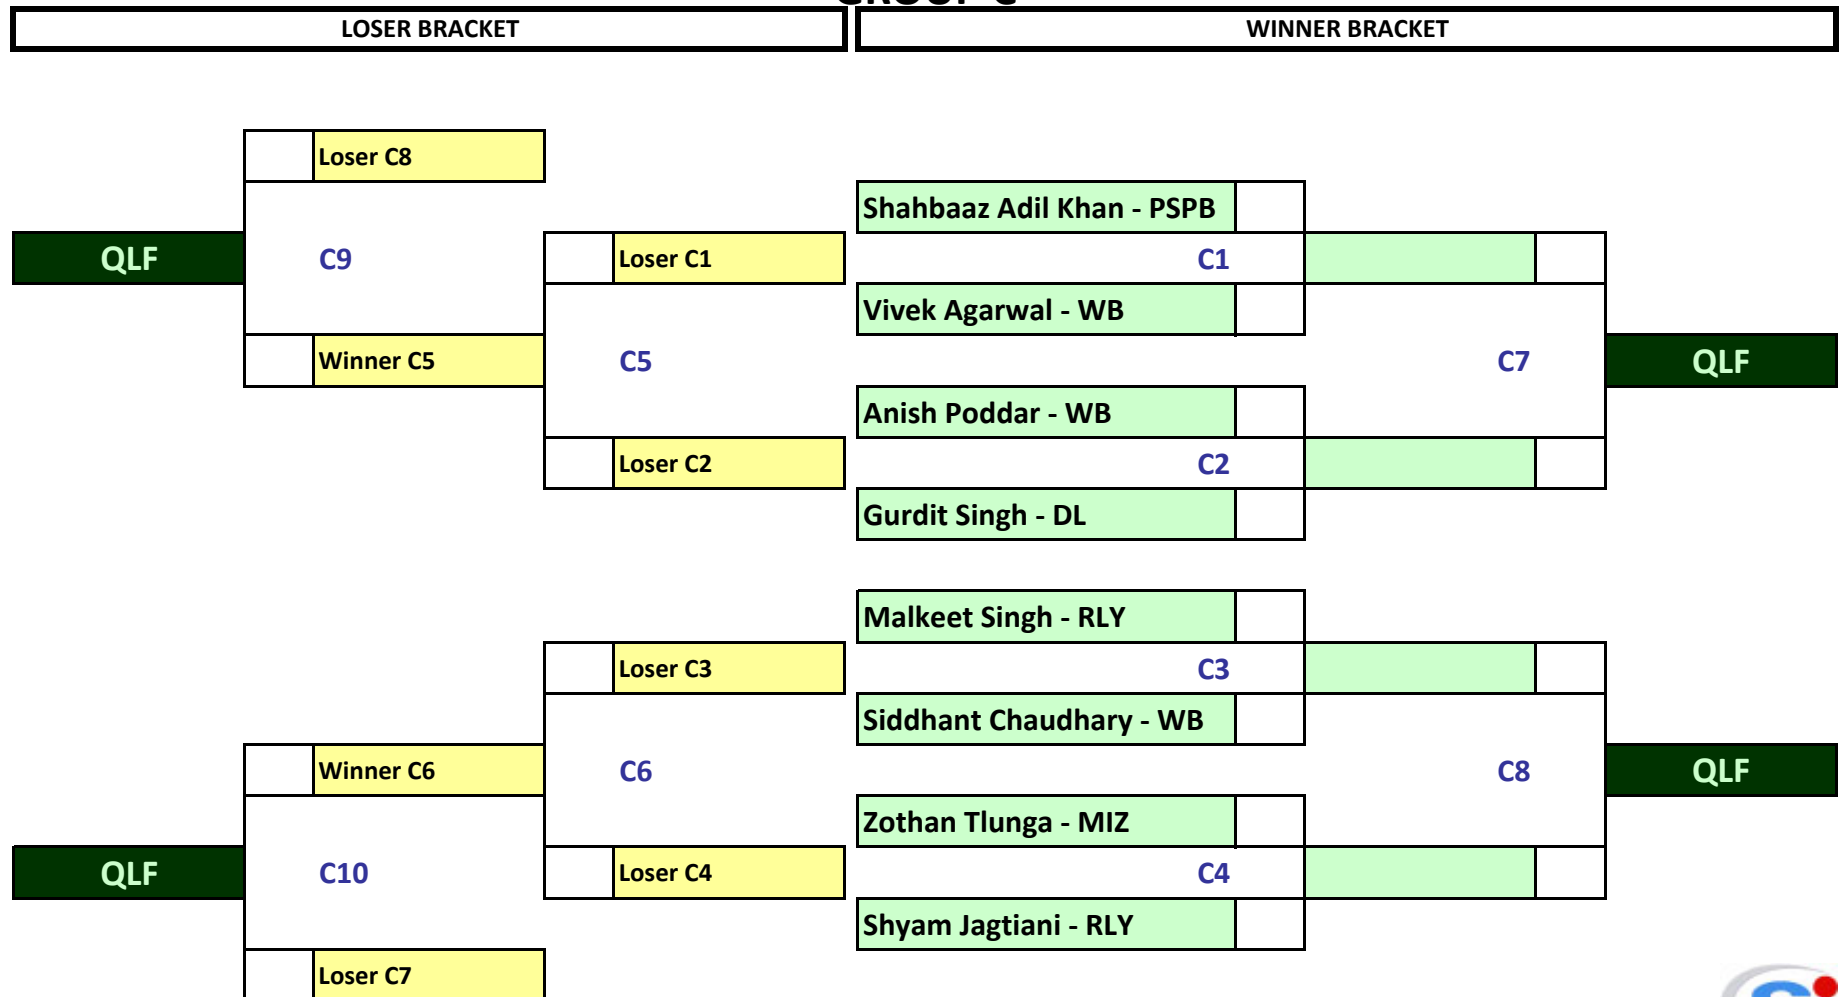 GROUP C
LOSER BRACKET
WINNER BRACKET
Loser C8
Shahbaaz Adil Khan - PSPB
QLF
C9
Loser C1
C1
Vivek Agarwal - WB
Winner C5
C5
C7
QLF
Anish Poddar - WB
Loser C2
C2
Gurdit Singh - DL
Malkeet Singh - RLY
Loser C3
C3
Siddhant Chaudhary - WB
Winner C6
C6
C8
QLF
Zothan Tlunga - MIZ
QLF
C10
Loser C4
C4
Shyam Jagtiani - RLY
Loser C7